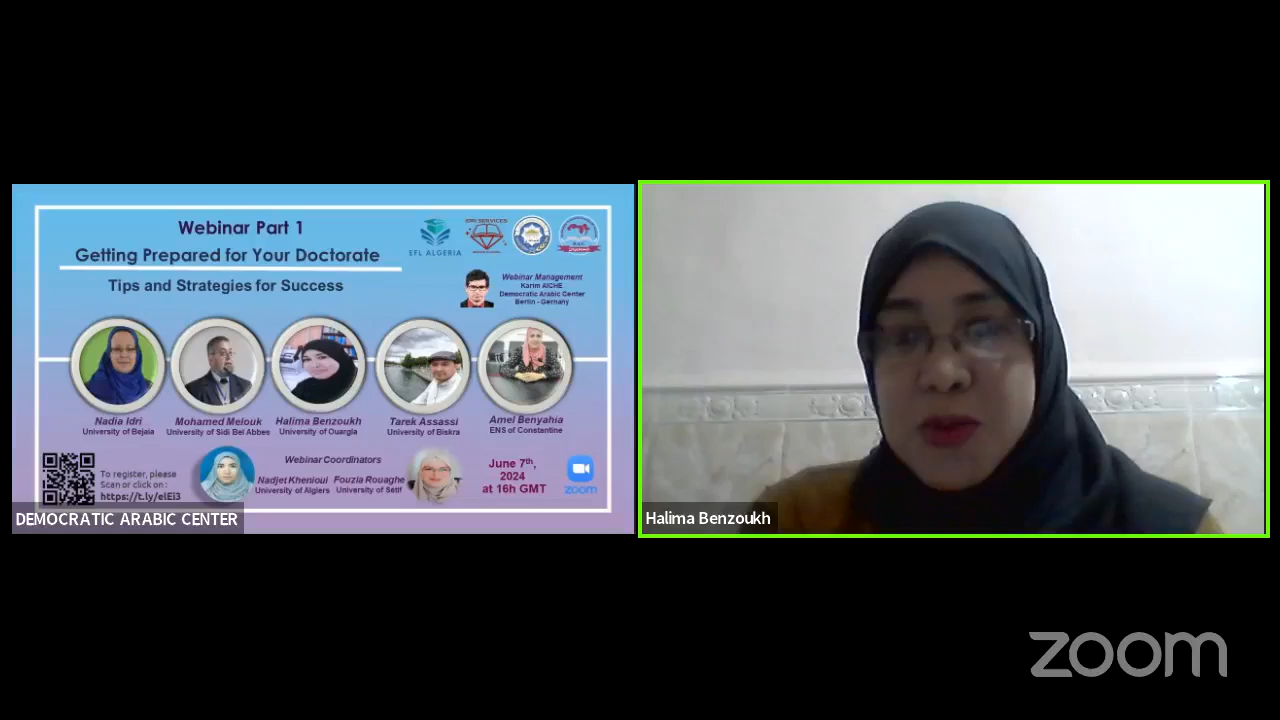 Webinar Part 1
Getting Prepared for Your Doctorate
Tips and Strategies for Success
EFL ALGERIA
Webinar Management
Karim AICHE
Democratic Arabic Center
Berlin - Gernany
Nadia Idri
University of Bejaia
Mohamed Melouk
University of Sidi Bel Abbes
Halima Benzoukh
University of Ouargla
Tarek Assassi
University of Biskra
Amel Benyahia
ENS of Constantine
To register, please
Scan or click on :
https://t.ly/elEi3
Webinar Coordinators
Nadjet Khenioui
University of Algiers
Fouzia Rouaghe
University of Setif
June 7th,
2024
at 16h GMT
zoom
DEMOCRATIC ARABIC CENTER
Halima Benzoukh
zoom